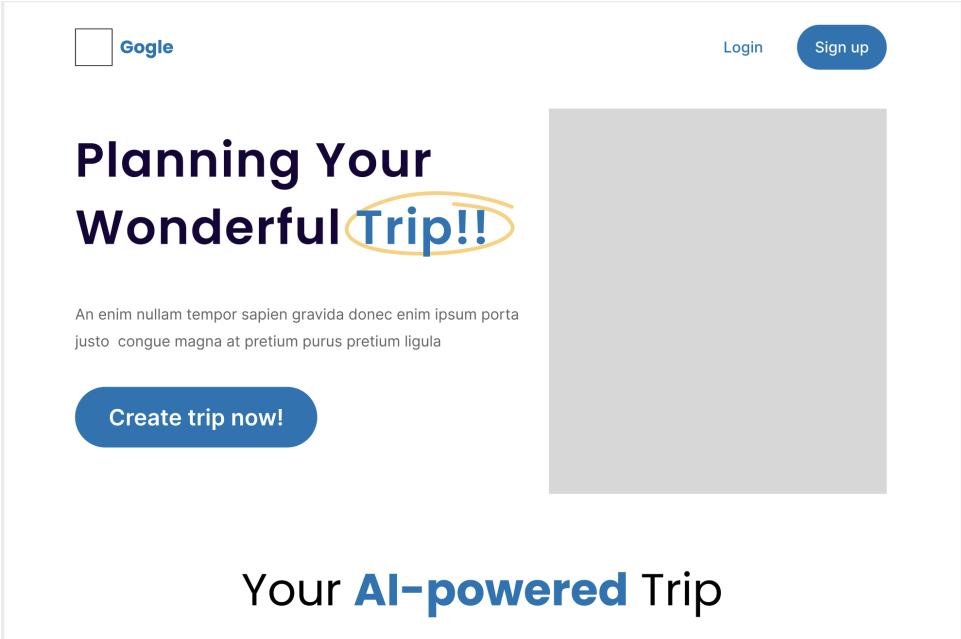 Gogle
Login
Sign up
Planning Your
Wonderful Trip!!
An enim nullam tempor sapien gravida donec enim ipsum porta
justo  congue magna at pretium purus pretium ligula
Create trip now!
Your AI-powered Trip